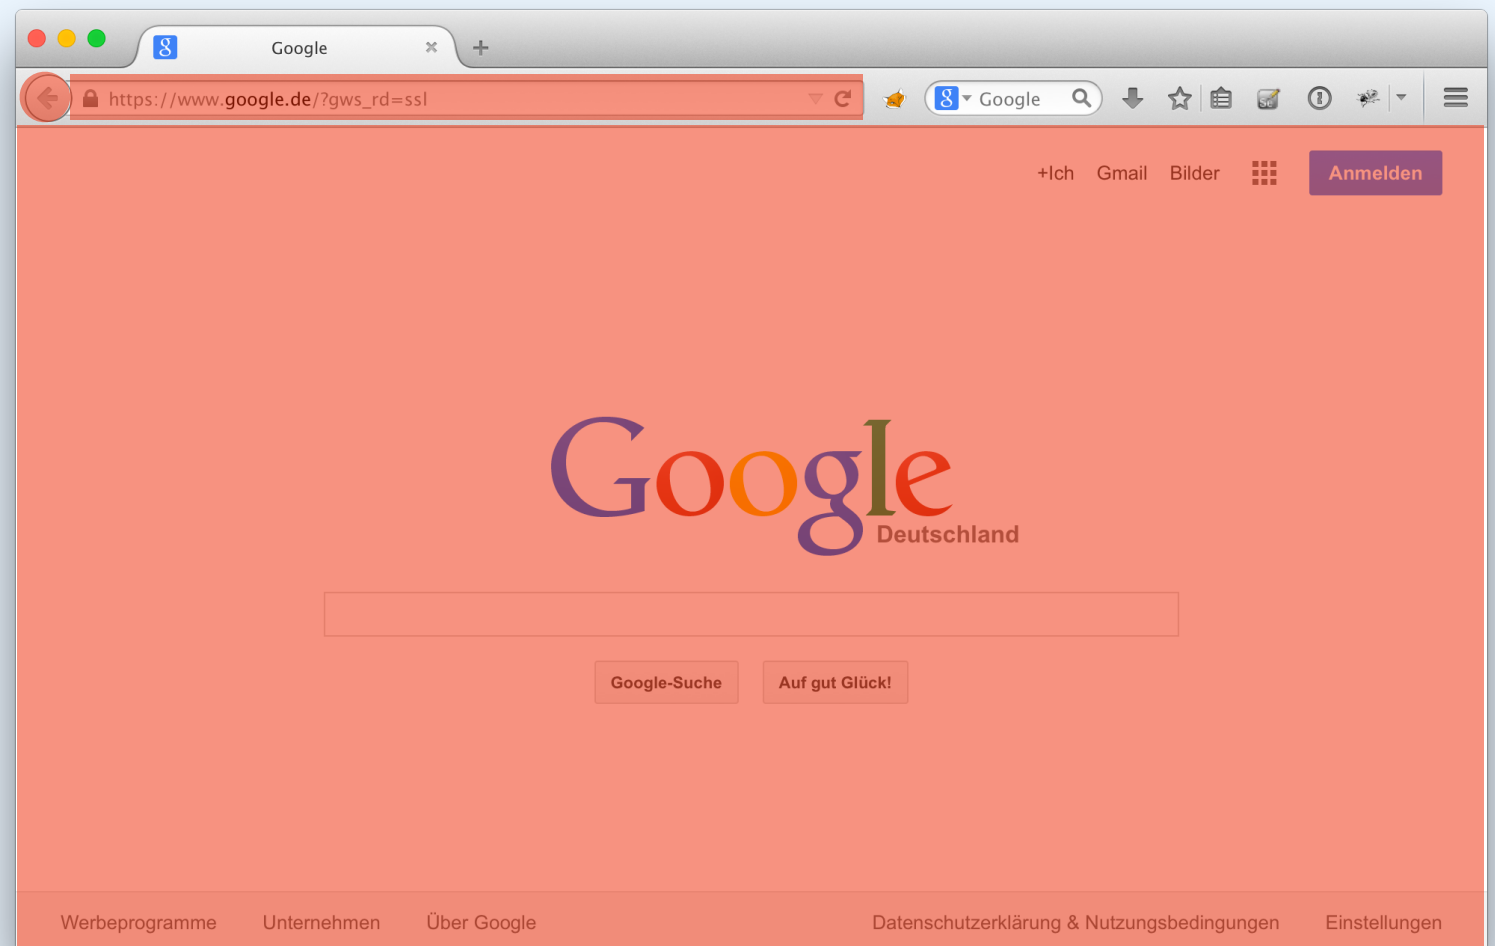 Google
https://www.google.de/?gws_rd=ssl
Google
+Ich Gmail Bilder Anmelden
Google
Deutschland
Google-Suche Auf gut Glück!
Werbeprogramme Unternehmen Über Google Datenschutzerklärung & Nutzungsbedingungen Einstellungen